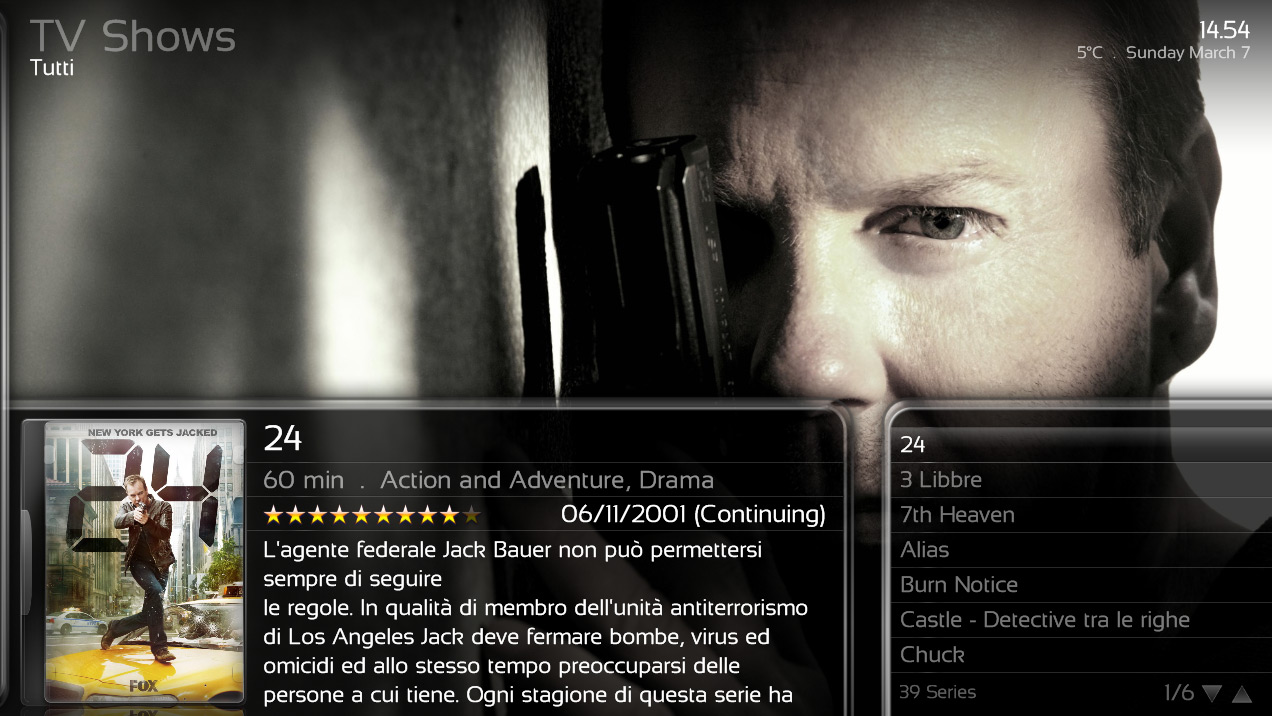 TV Shows
Tutti
14.54
5°C . Sunday March 7
NEW YORK GETS JACKED
24
FOX
24
60 min . Action and Adventure, Drama
06/11/2001 (Continuing)
L'agente federale Jack Bauer non può permettersi
sempre di seguire
le regole. In qualità di membro dell'unità antiterrorismo
di Los Angeles Jack deve fermare bombe, virus ed
omicidi ed allo stesso tempo preoccuparsi delle
persone a cui tiene. Ogni stagione di questa serie ha
24
3 Libbre
7th Heaven
Alias
Burn Notice
Castle - Detective tra le righe
Chuck
39 Series
1/6